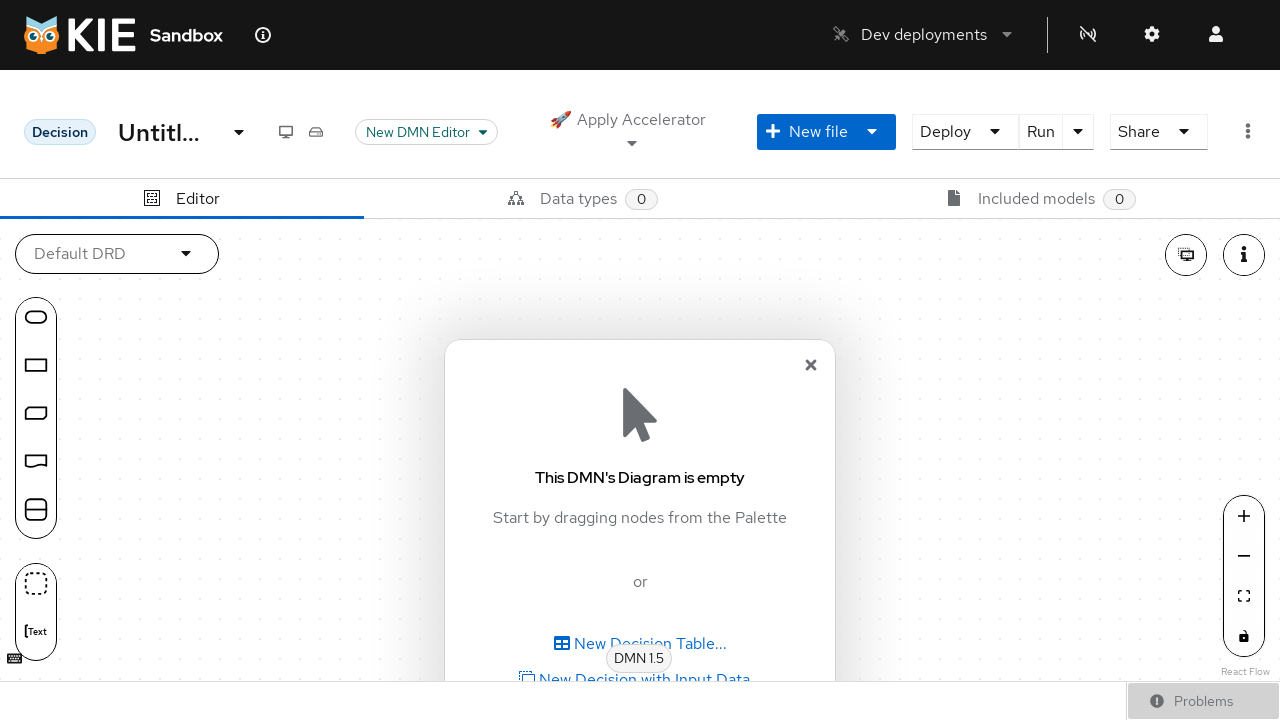 KIE Sandbox
Dev deployments
Decision
Untitl...
New DMN Editor
🚀 Apply Accelerator
New file
Deploy
Run
Share
Editor
Data types 0
Included models 0
Default DRD
This DMN's Diagram is empty
Start by dragging nodes from the Palette
or
New Decision Table...
DMN 1.5
New Decision with Input Data...
[Text
React Flow
Problems